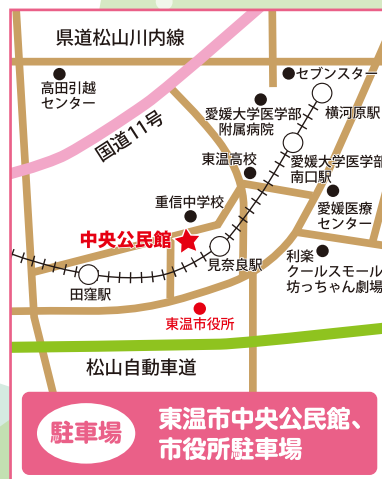 県道松山川内線
高田引越
センター
国道11号
セブンスター
横河原駅
愛媛大学医学部
附属病院
愛媛大学医学部
南口駅
東温高校
愛媛医療
センター
重信中学校
中央公民館
見奈良駅
利楽
クールスモール
坊っちゃん劇場
田窪駅
東温市役所
松山自動車道
駐車場
東温市中央公民館、
市役所駐車場